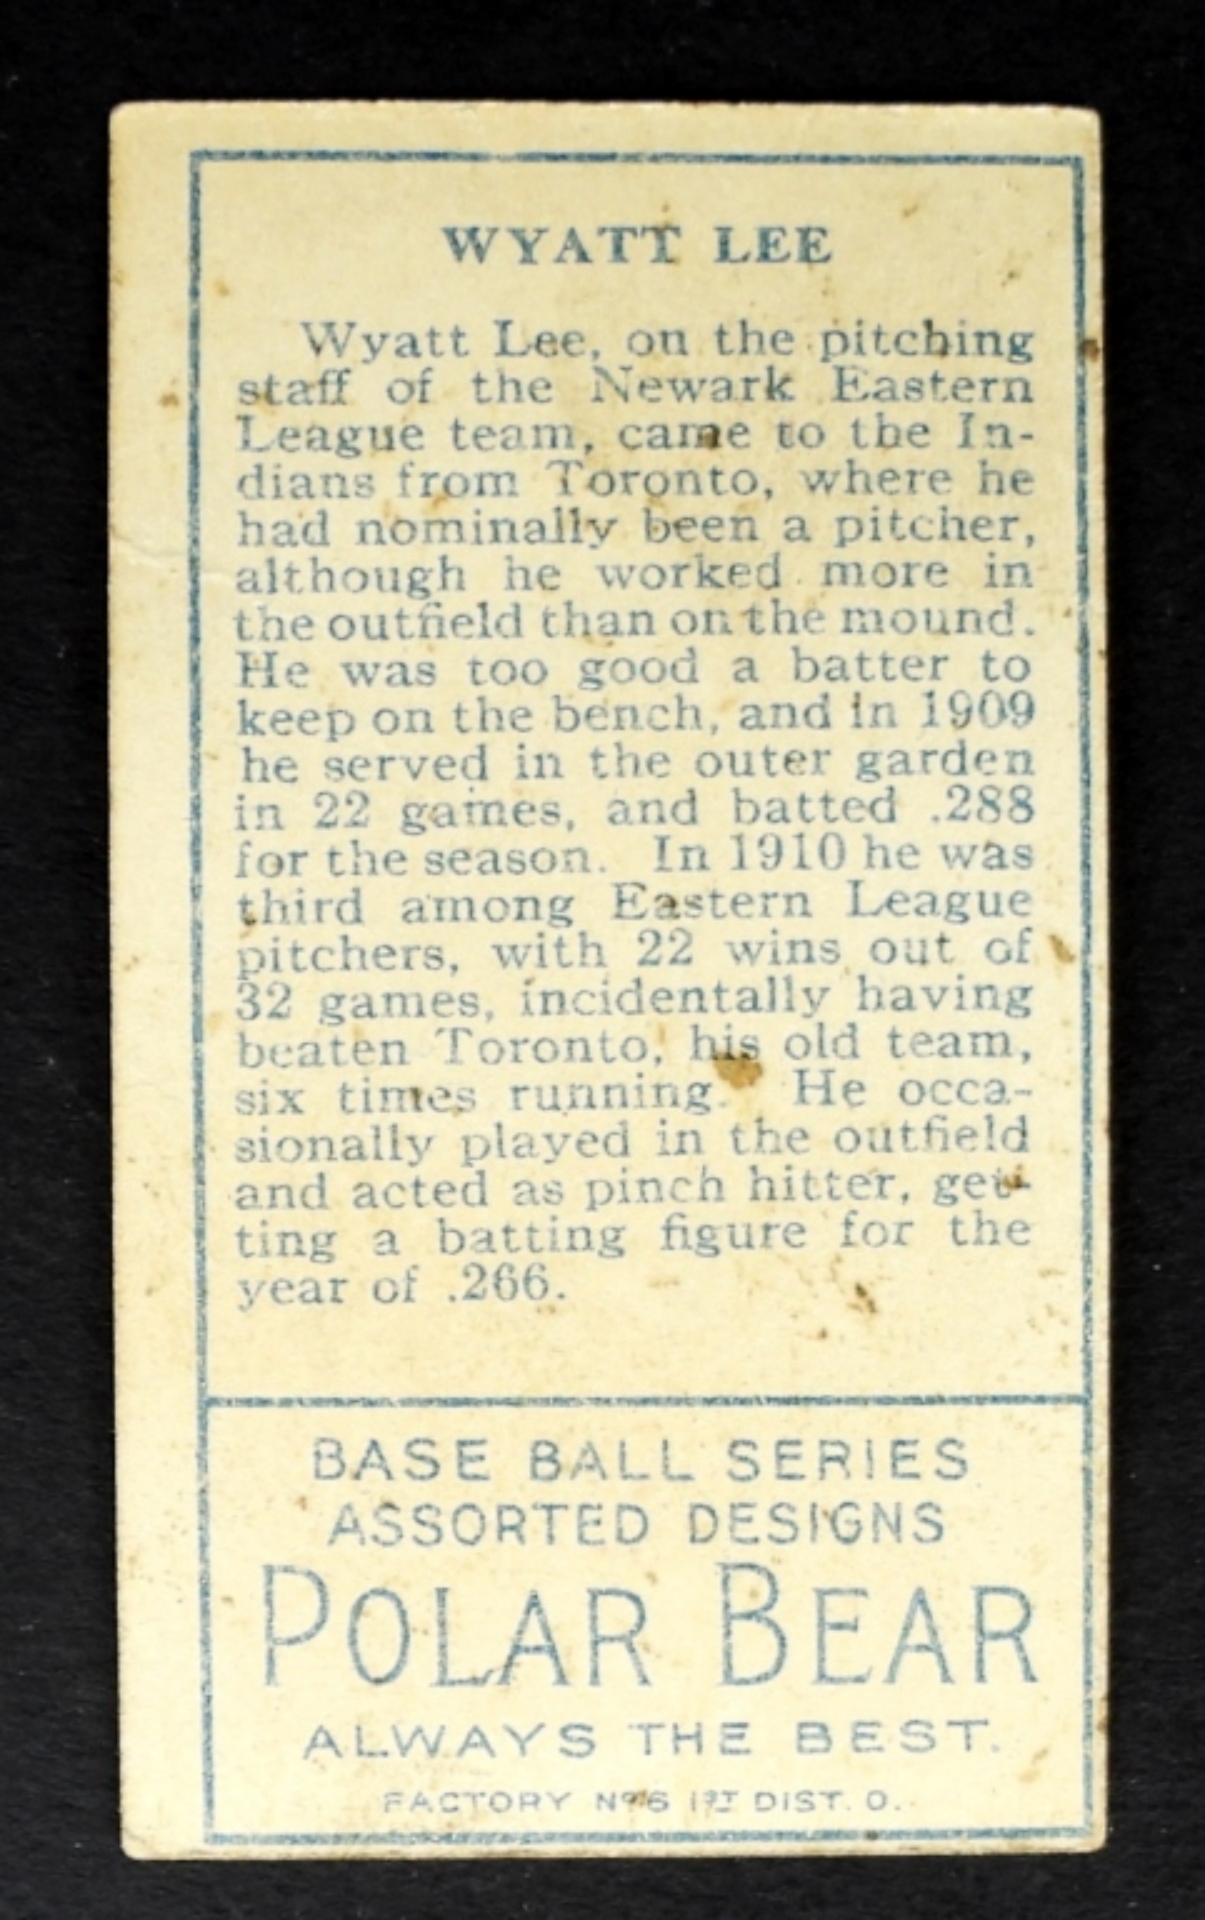 WYATT LEE
Wyatt Lee, on the pitching
staff of the Newark Eastern
League team, came to the In-
dians from Toronto, where he
had nominally been a pitcher,
although he worked more in
the outfield than on the mound.
He was too good a batter to
keep on the bench, and in 1909
he served in the outer garden
in 22 games, and batted .288
for the season. In 1910 he was
third among Eastern League
pitchers, with 22 wins out of
32 games, incidentally having
beaten Toronto, his old team,
six times running. He occa-
sionally played in the outfield
and acted as pinch hitter, get-
ting a batting figure for the
year of .266.
BASE BALL SERIES
ASSORTED DESIGNS
POLAR BEAR
ALWAYS THE BEST.
FACTORY Nº 6 1ST DIST. O.